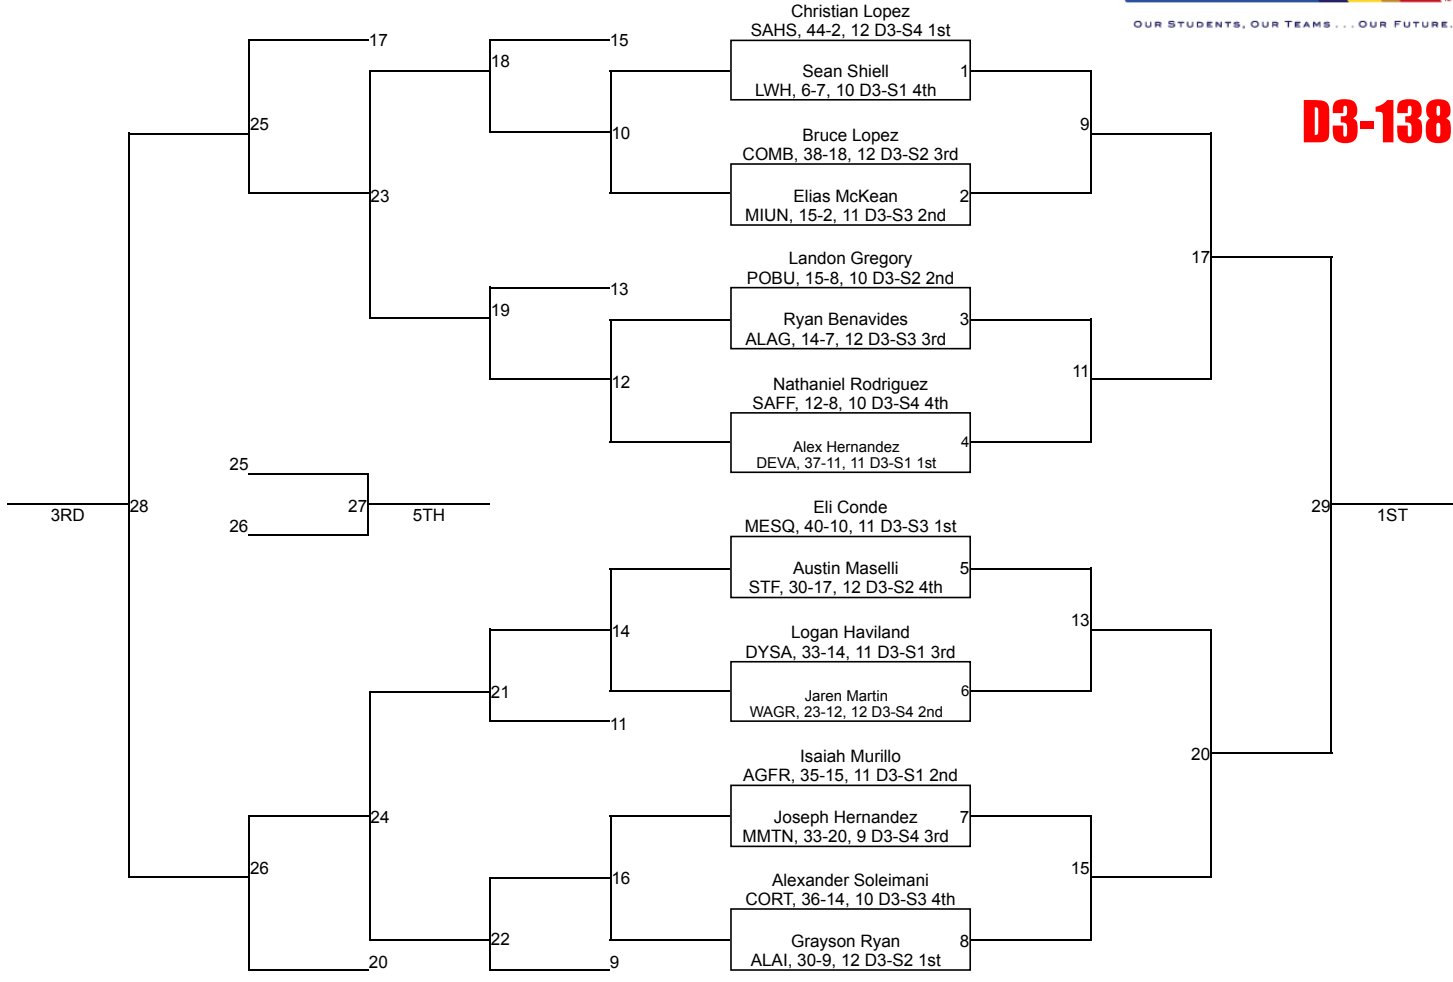 OUR STUDENTS, OUR TEAMS . . . OUR FUTURE.
D3-138
Christian Lopez
SAHS, 44-2, 12 D3-S4 1st
17
15
18
Sean Shiell
1
LWH, 6-7, 10 D3-S1 4th
25
10
9
Bruce Lopez
COMB, 38-18, 12 D3-S2 3rd
23
Elias McKean
2
MIUN, 15-2, 11 D3-S3 2nd
17
Landon Gregory
POBU, 15-8, 10 D3-S2 2nd
13
19
Ryan Benavides
3
ALAG, 14-7, 12 D3-S3 3rd
11
12
Nathaniel Rodriguez
SAFF, 12-8, 10 D3-S4 4th
Alex Hernandez
4
DEVA, 37-11, 11 D3-S1 1st
25
28
27
29
3RD
5TH
1ST
26
Eli Conde
MESQ, 40-10, 11 D3-S3 1st
Austin Maselli
5
STF, 30-17, 12 D3-S2 4th
13
14
Logan Haviland
DYSA, 33-14, 11 D3-S1 3rd
21
Jaren Martin
6
WAGR, 23-12, 12 D3-S4 2nd
11
20
Isaiah Murillo
AGFR, 35-15, 11 D3-S1 2nd
24
Joseph Hernandez
7
MMTN, 33-20, 9 D3-S4 3rd
26
15
16
Alexander Soleimani
CORT, 36-14, 10 D3-S3 4th
22
Grayson Ryan
8
ALAI, 30-9, 12 D3-S2 1st
20
9